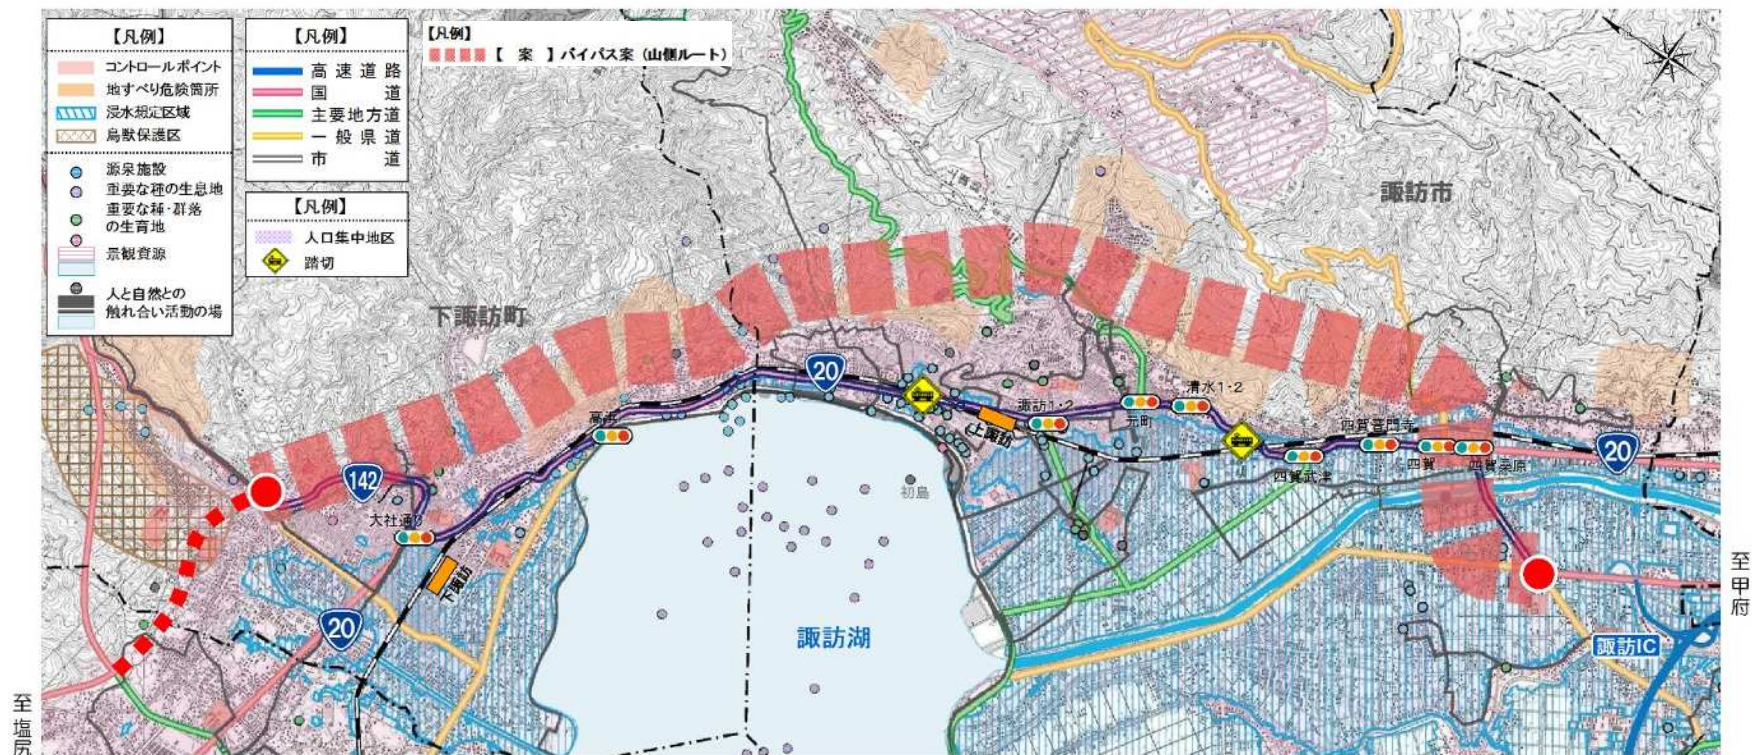 【凡例】
コントロールポイント
地すべり危険箇所
浸水想定区域
鳥獣保護区
源泉施設
重要な種の生息地
重要な種・群落
の生育地
景観資源
人と自然との
触れ合い活動の場
【凡例】
高速道路
国道
主要地方道
一般県道
市道
【凡例】
人口集中地区
踏切
【凡例】
【 案 】バイパス案（山側ルート）
諏訪市
下諏訪町
20
高浜
上諏訪
諏訪1・2
元町
清水1・2
四賀普門寺
四賀武津
四賀
四賀桑原
20
142
大社通り
下諏訪
20
初島
諏訪湖
諏訪IC
至甲府
至塩尻